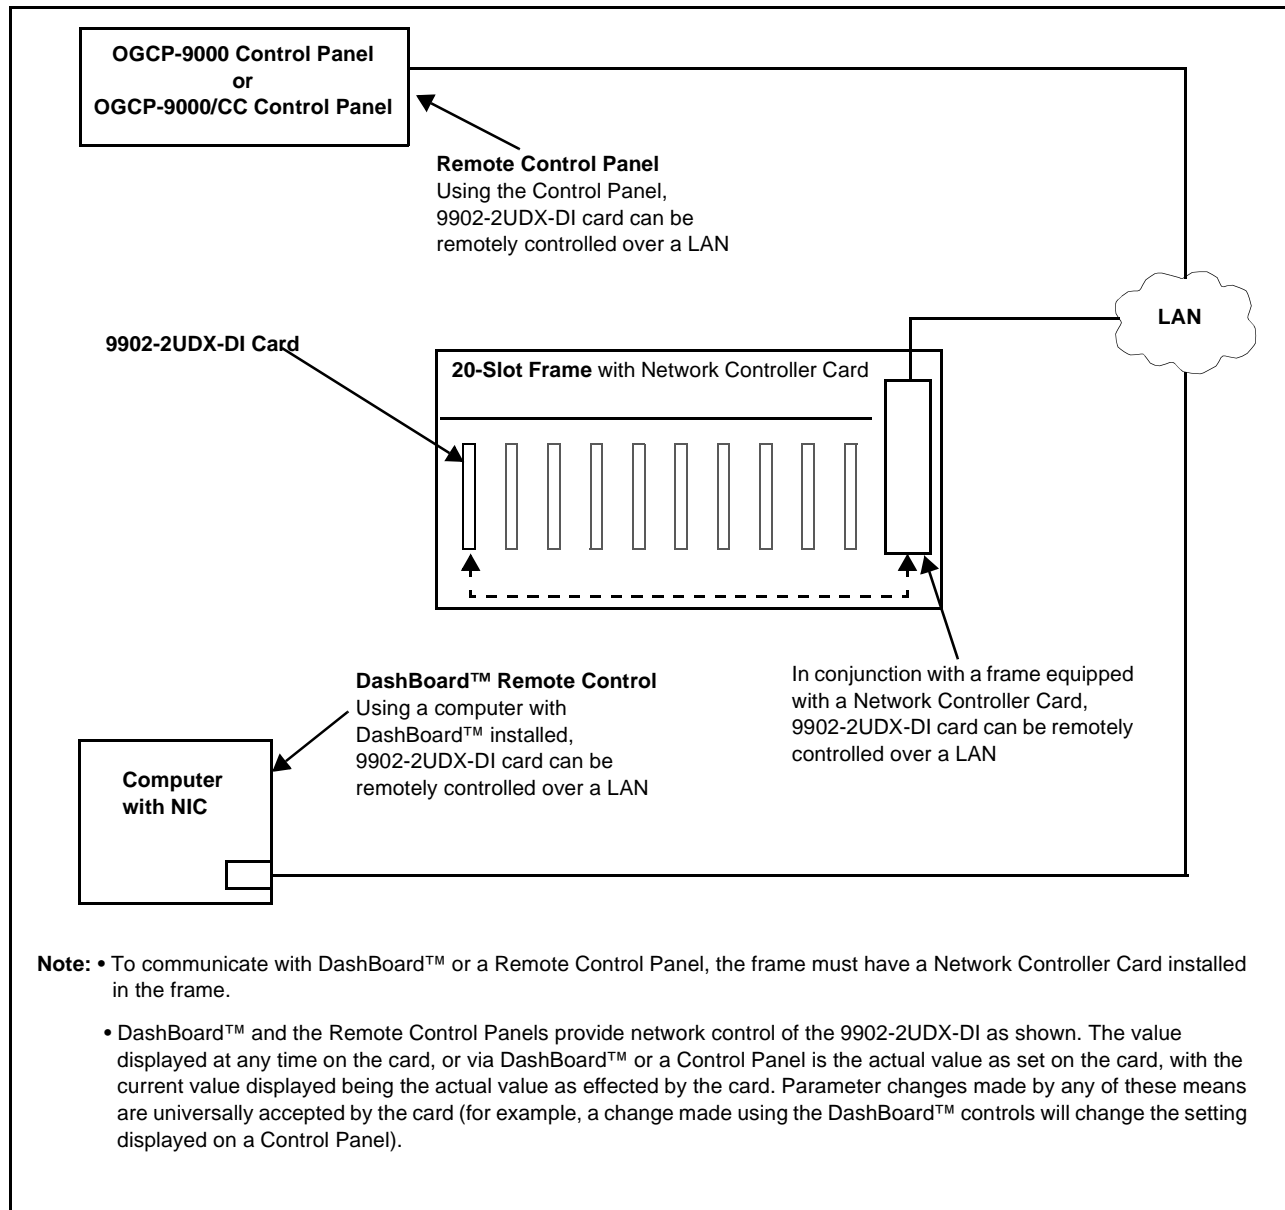 OGCP-9000 Control Panel
or
OGCP-9000/CC Control Panel
Remote Control Panel
Using the Control Panel,
9902-2UDX-DI card can be
remotely controlled over a LAN
LAN
9902-2UDX-DI Card
20-Slot Frame with Network Controller Card
DashBoard™ Remote Control
Using a computer with
DashBoard™ installed,
9902-2UDX-DI card can be
remotely controlled over a LAN
In conjunction with a frame equipped
with a Network Controller Card,
9902-2UDX-DI card can be remotely
controlled over a LAN
Computer
with NIC
Note: • To communicate with DashBoard™ or a Remote Control Panel, the frame must have a Network Controller Card installed
in the frame.
• DashBoard™ and the Remote Control Panels provide network control of the 9902-2UDX-DI as shown. The value
displayed at any time on the card, or via DashBoard™ or a Control Panel is the actual value as set on the card, with the
current value displayed being the actual value as effected by the card. Parameter changes made by any of these means
are universally accepted by the card (for example, a change made using the DashBoard™ controls will change the setting
displayed on a Control Panel).